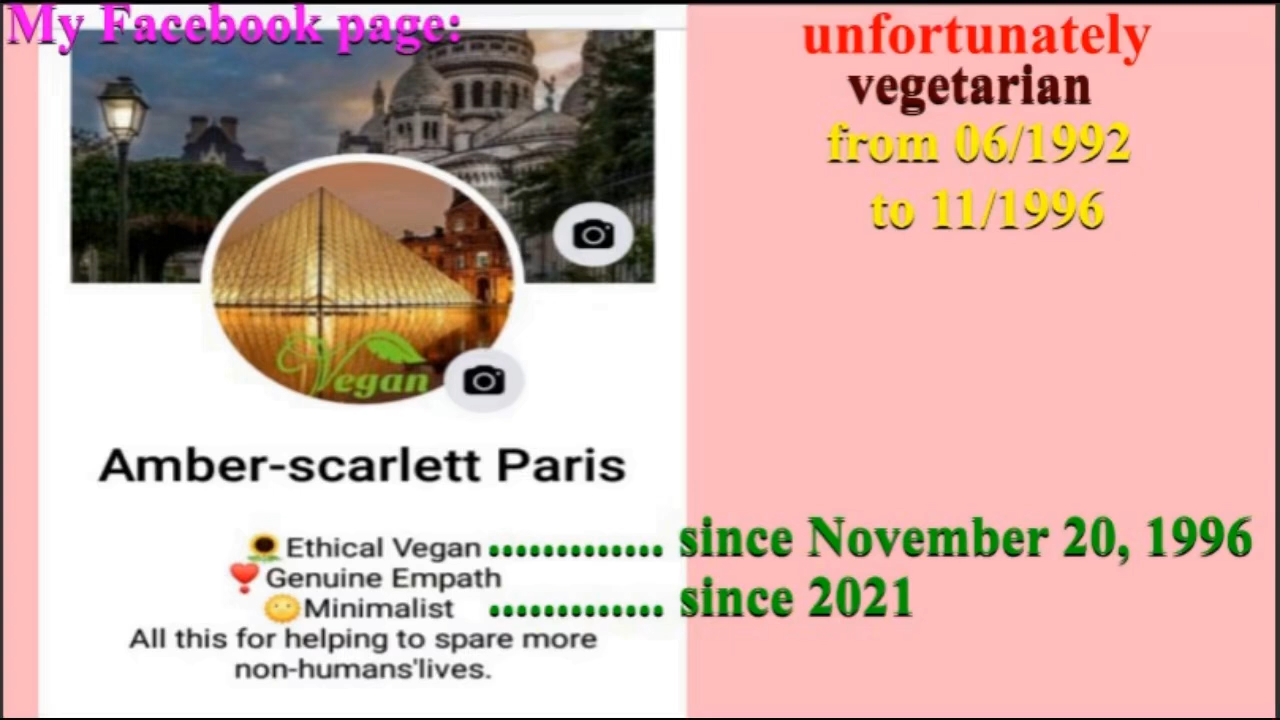 My Facebook page:
unfortunately
vegetarian
from 06/1992
to 11/1996
Vegan
Amber-scarlett Paris
🌻Ethical Vegan ............. since November 20, 1996
❣️Genuine Empath
🌝Minimalist ............. since 2021
All this for helping to spare more
non-humans'lives.